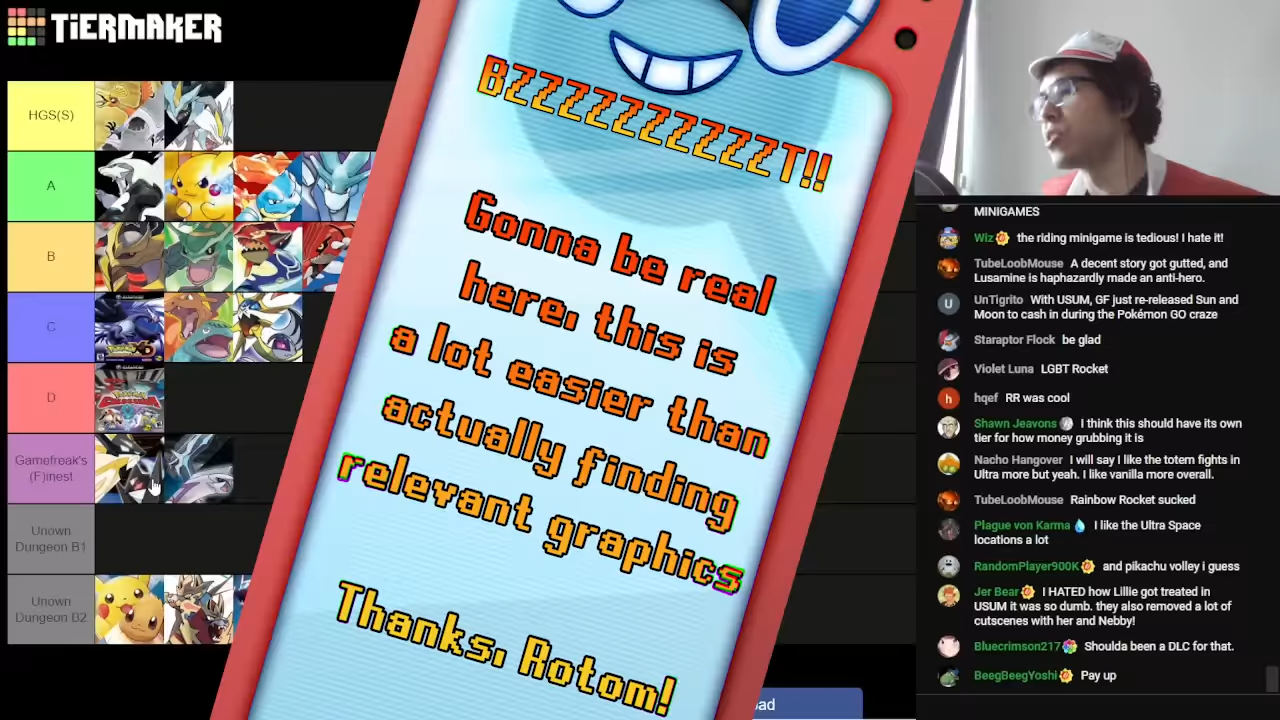 TiERMAKER
HGS(S)
A
B
C
D
Gamefreak's
(F)inest
Unown
Dungeon B1
Unown
Dungeon B2
BZZZZZZZZZZT!!
Gonna be real
here, this is
a lot easier than
actually finding
relevant graphics
Thanks, Rotom!
MINIGAMES
Wiz the riding minigame is tedious! I hate it!
TubeLoobMouse A decent story got gutted, and
Lusamine is haphazardly made an anti-hero.
U UnTigrito With USUM, GF just re-released Sun and
Moon to cash in during the Pokémon GO craze
Staraptor Flock be glad
Violet Luna LGBT Rocket
h hqef RR was cool
Shawn Jeavons I think this should have its own
tier for how money grubbing it is
Nacho Hangover I will say I like the totem fights in
Ultra more but yeah. I like vanilla more overall.
TubeLoobMouse Rainbow Rocket sucked
Plague von Karma I like the Ultra Space
locations a lot
RandomPlayer900K and pikachu volley i guess
Jer Bear I HATED how Lillie got treated in
USUM it was so dumb. they also removed a lot of
cutscenes with her and Nebby!
Bluecrimson217 Shoulda been a DLC for that.
BeegBeegYoshi Pay up